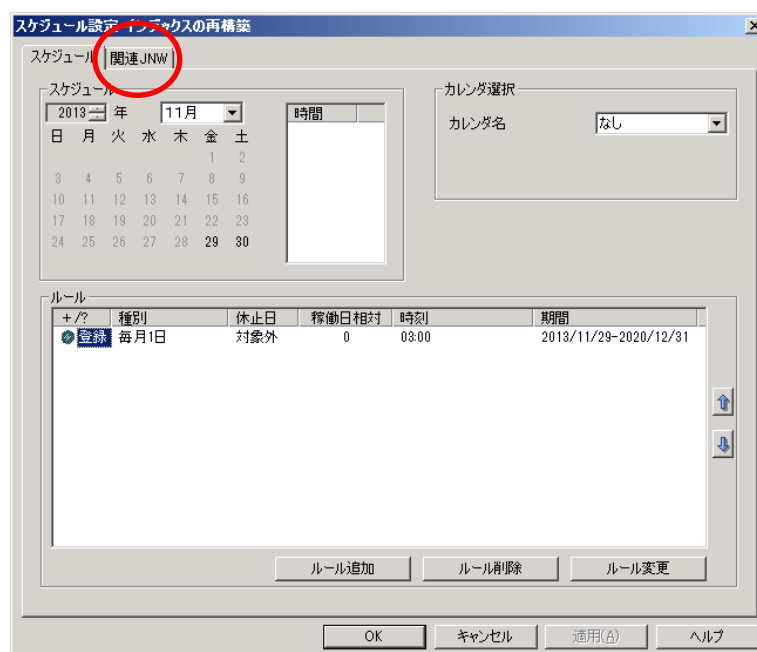 スケジュール設定-インデックスの再構築
スケジュール 関連JNW
スケジュール
2013 年 11月
日 月 火 水 木 金 土
1 2
3 4 5 6 7 8 9
10 11 12 13 14 15 16
17 18 19 20 21 22 23
24 25 26 27 28 29 30
時間
カレンダ選択
カレンダ名 なし
ルール
+/? 種別 休止日 稼働日相対 時刻 期間
登録 毎月1日 対象外 0 03:00 2013/11/29-2020/12/31
ルール追加 ルール削除 ルール変更
OK キャンセル 適用(A) ヘルプ